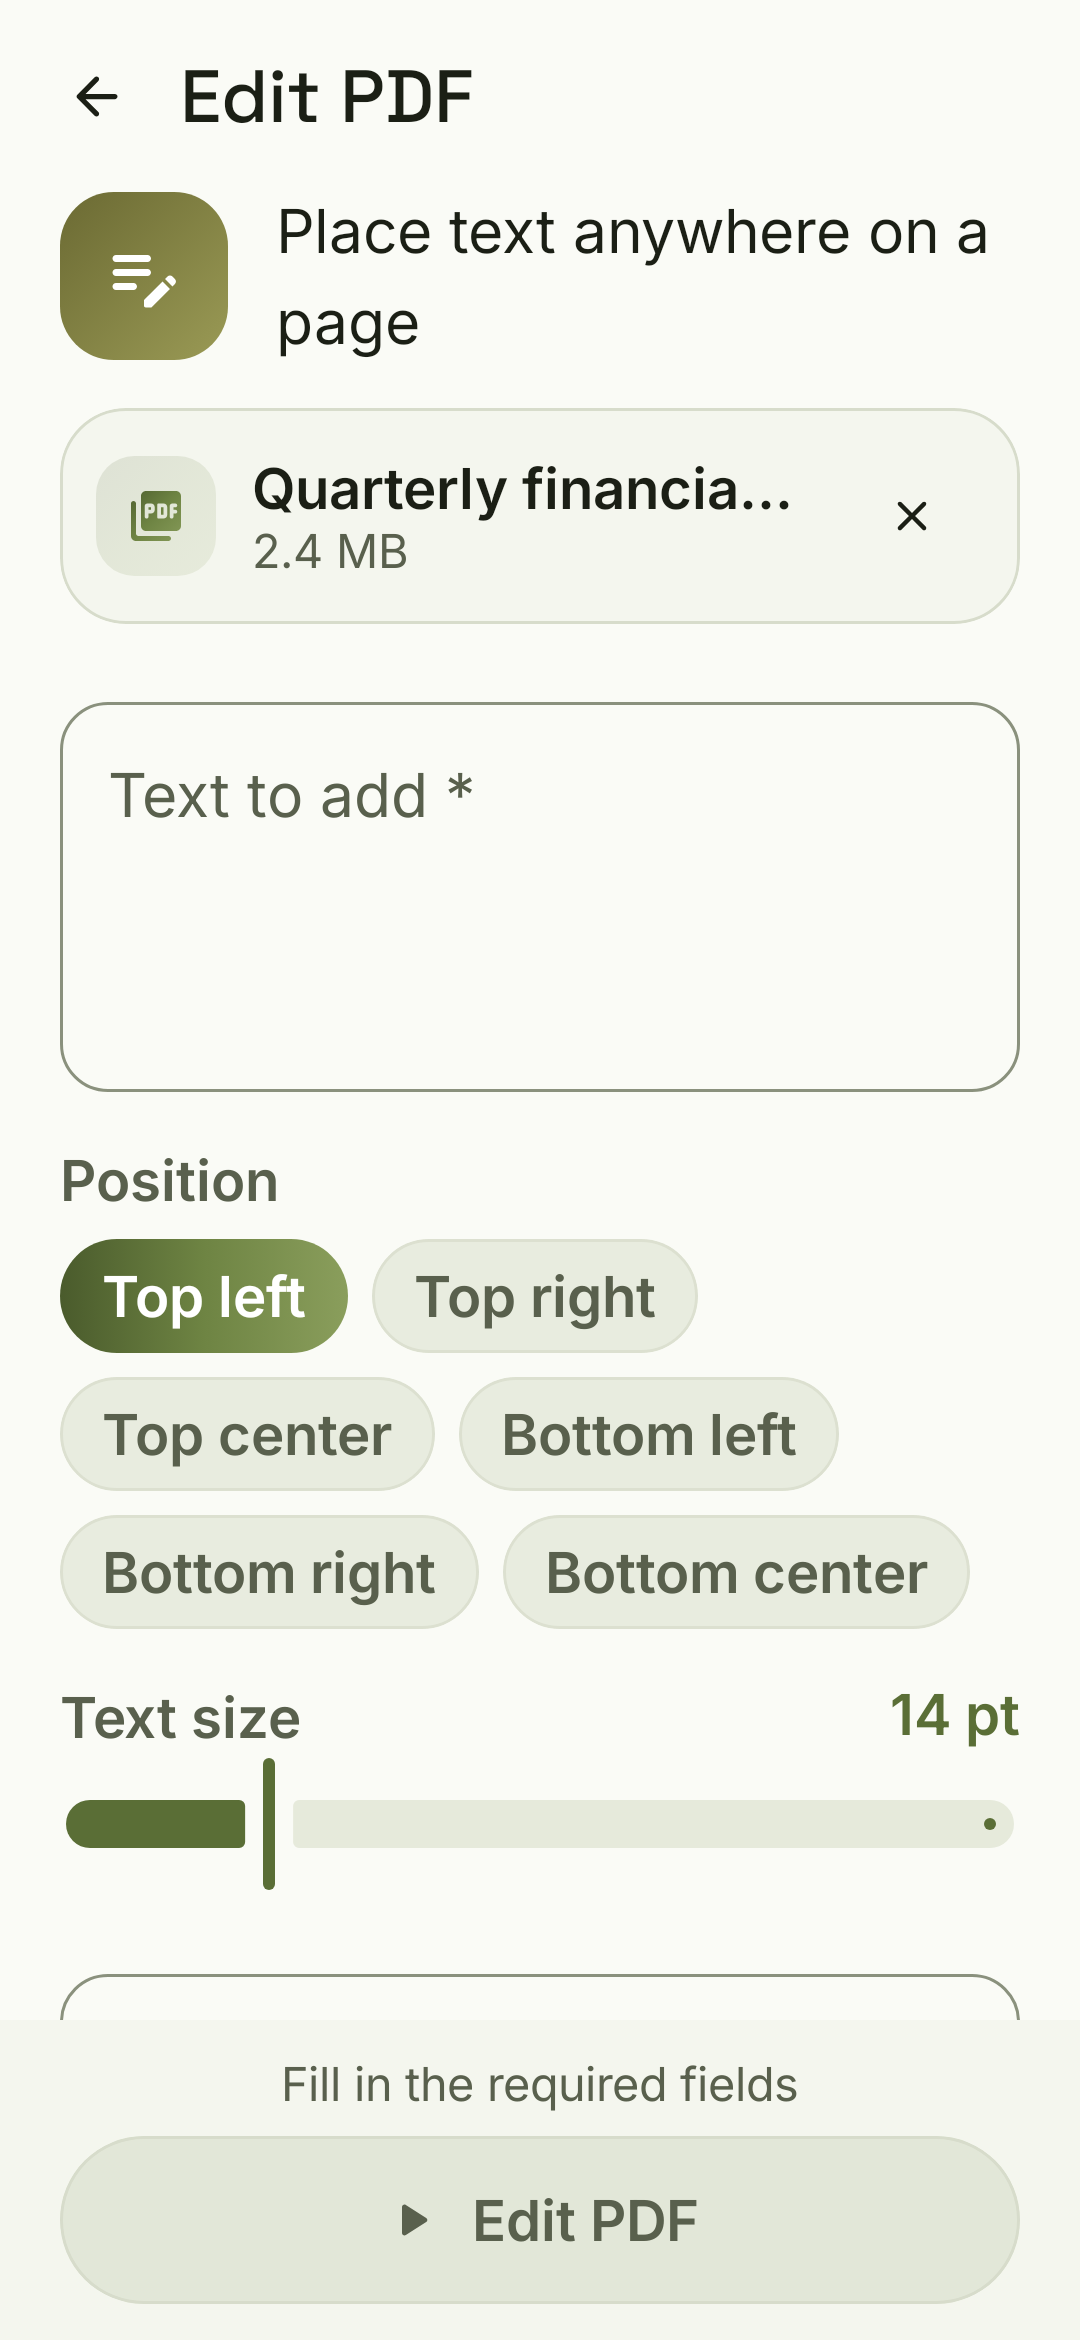 Edit PDF
Place text anywhere on a
page
PDF
Quarterly financia...
2.4 MB
Text to add *
Position
Top left
Top right
Top center
Bottom left
Bottom right
Bottom center
Text size
14 pt
Fill in the required fields
Edit PDF